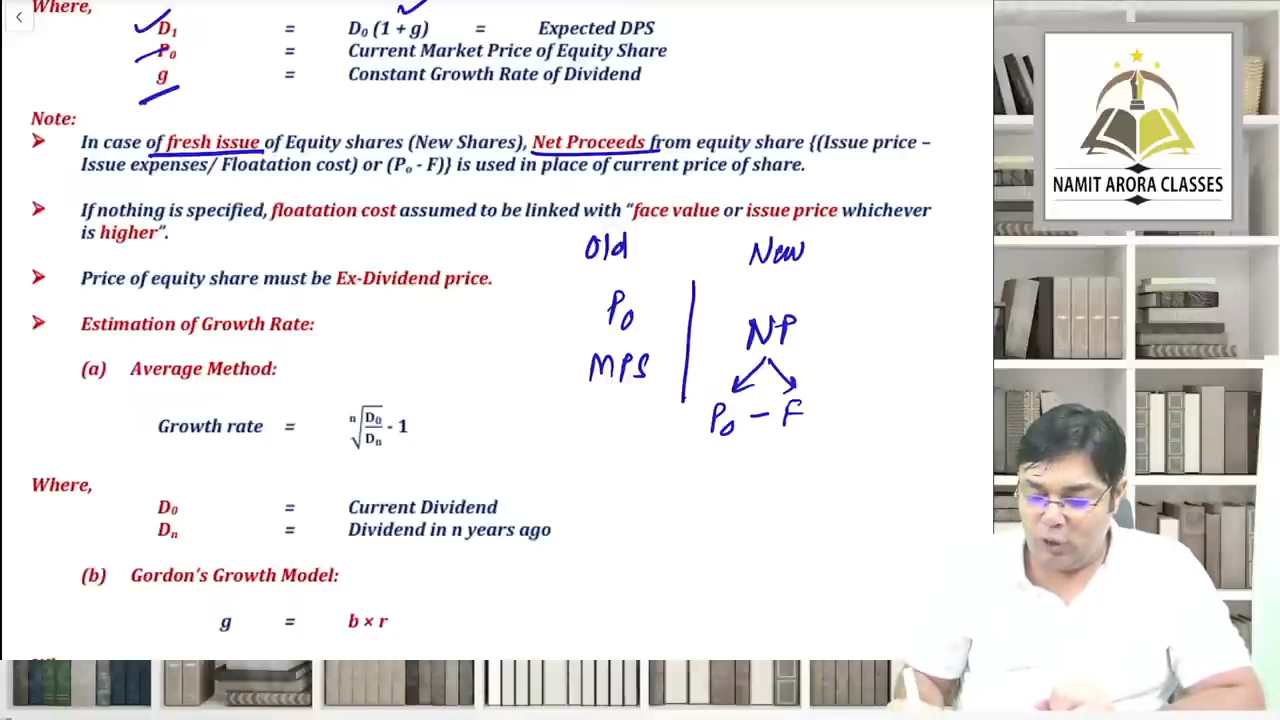 Where,
D₁ = D₀ (1 + g) = Expected DPS
P₀ = Current Market Price of Equity Share
g = Constant Growth Rate of Dividend
Note:
➤ In case of fresh issue of Equity shares (New Shares), Net Proceeds from equity share {(Issue price –
Issue expenses/ Floatation cost) or (P₀ - F)} is used in place of current price of share.
➤ If nothing is specified, floatation cost assumed to be linked with “face value or issue price whichever
is higher”.
Old New
➤ Price of equity share must be Ex-Dividend price.
P₀ NP
➤ Estimation of Growth Rate:
MPS
(a) Average Method:
P₀ – F
Growth rate = ⁿ√(D₀/Dₙ) - 1
Where,
D₀ = Current Dividend
Dₙ = Dividend in n years ago
(b) Gordon's Growth Model:
g = b × r
NAMIT ARORA CLASSES